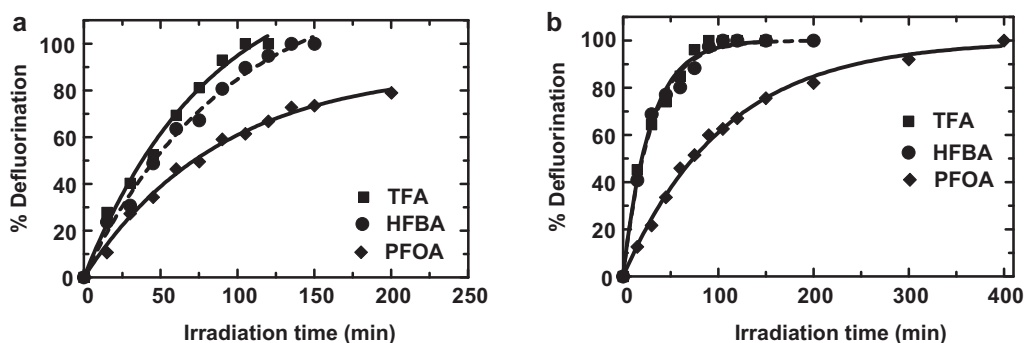 a
% Defluorination
100
80
60
40
20
0
0 50 100 150 200 250
Irradiation time (min)
TFA
HFBA
PFOA
b
% Defluorination
100
80
60
40
20
0
0 100 200 300 400
Irradiation time (min)
TFA
HFBA
PFOA